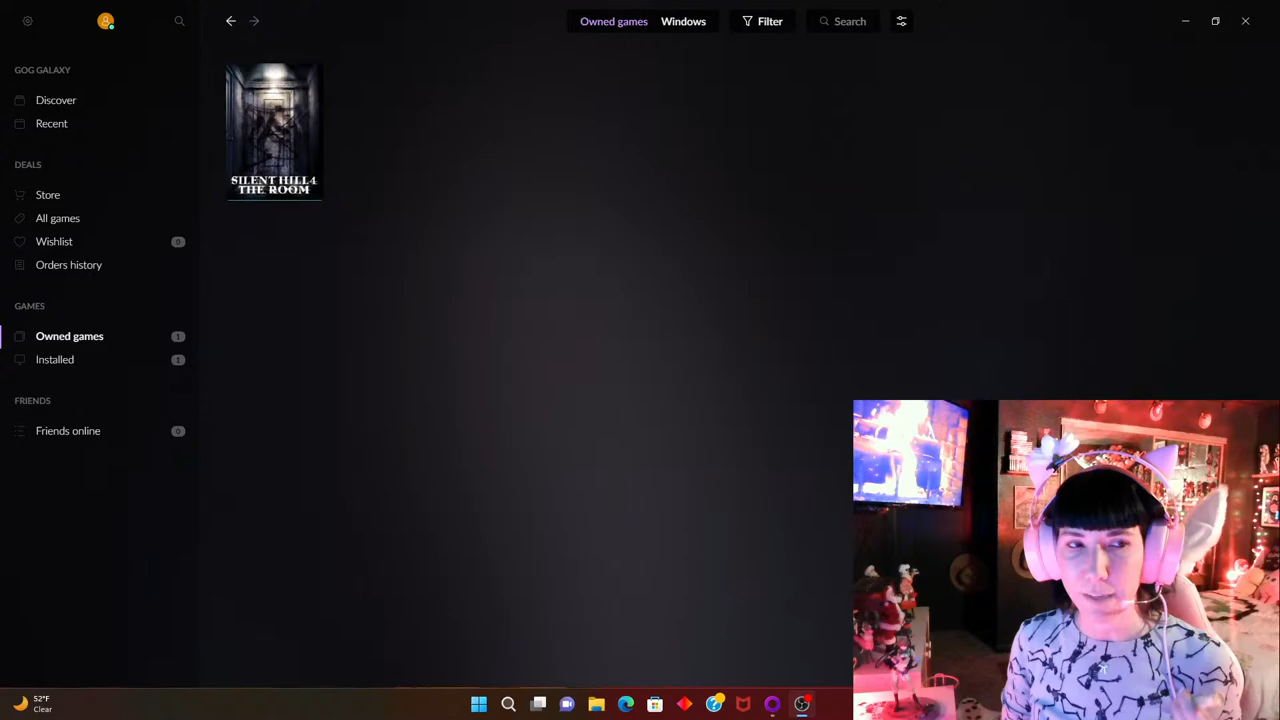 Owned games Windows Filter Search
GOG GALAXY
Discover
Recent
DEALS
Store
All games
Wishlist 0
Orders history
GAMES
Owned games 1
Installed 1
FRIENDS
Friends online 0
SILENT HILL 4
THE ROOM
52°F
Clear